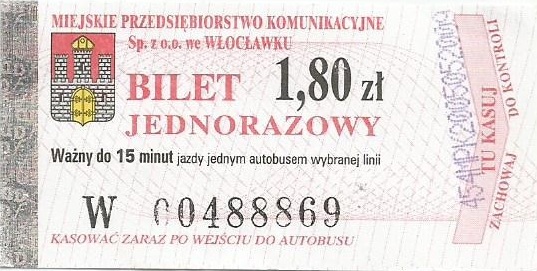 MIEJSKIE PRZEDSIĘBIORSTWO KOMUNIKACYJNE
Sp. z o.o. we WŁOCŁAWKU
BILET 1,80 zł
JEDNORAZOWY
Ważny do 15 minut jazdy jednym autobusem wybranej linii
W 00488869
KASOWAĆ ZARAZ PO WEJŚCIU DO AUTOBUSU
TU KASUJ
ZACHOWAJ DO KONTROLI